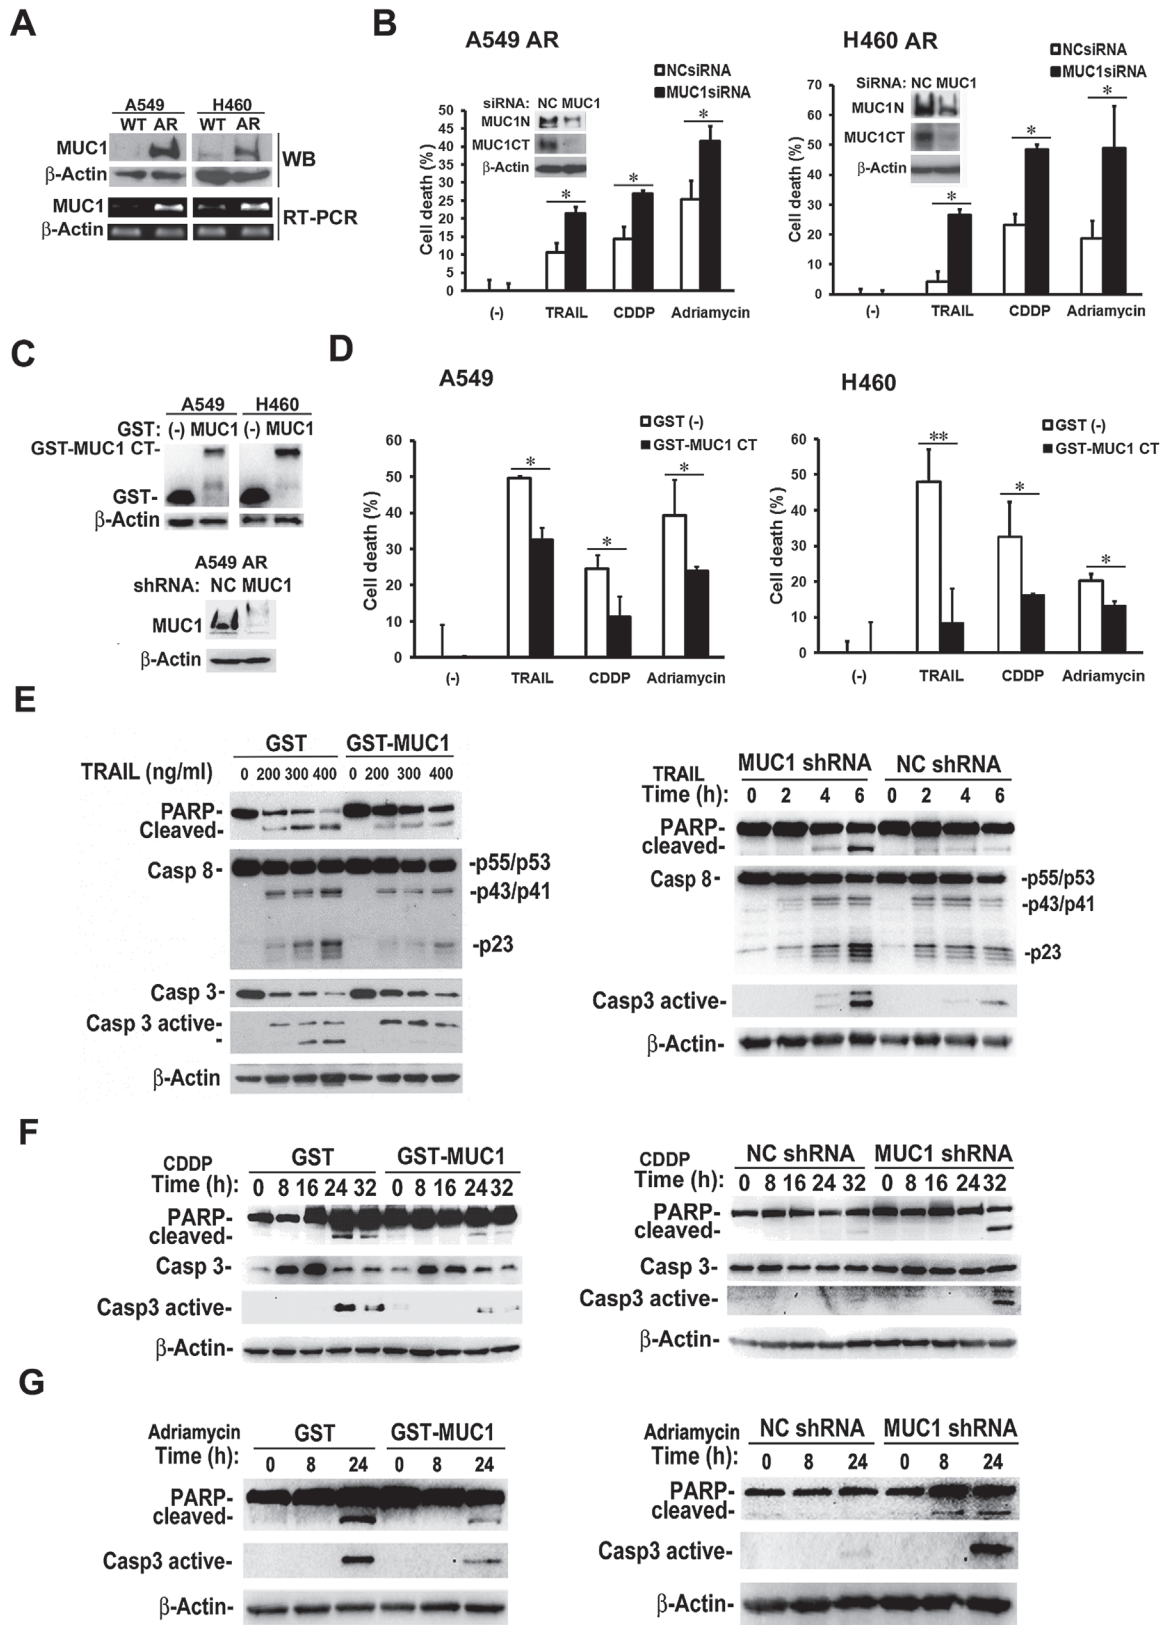 A
A549 H460
WT AR WT AR
MUC1
β-Actin
WB
MUC1
β-Actin
RT-PCR
B
A549 AR
NCsiRNA
MUC1siRNA
siRNA: NC MUC1
MUC1N
MUC1CT
β-Actin
Cell death (%)
50
45
40
35
30
25
20
15
10
5
0
* * *
(-) TRAIL CDDP Adriamycin
H460 AR
NCsiRNA
MUC1siRNA
SiRNA: NC MUC1
MUC1N
MUC1CT
β-Actin
Cell death (%)
70
60
50
40
30
20
10
0
* * *
(-) TRAIL CDDP Adriamycin
C
A549 H460
GST: (-) MUC1 (-) MUC1
GST-MUC1 CT-
GST-
β-Actin
A549 AR
shRNA: NC MUC1
MUC1
β-Actin
D
A549
GST (-)
GST-MUC1 CT
Cell death (%)
60
50
40
30
20
10
0
* * *
(-) TRAIL CDDP Adriamycin
H460
GST (-)
GST-MUC1 CT
Cell death (%)
60
50
40
30
20
10
0
** * *
(-) TRAIL CDDP Adriamycin
E
GST GST-MUC1
TRAIL (ng/ml) 0 200 300 400 0 200 300 400
PARP-
Cleaved-
Casp 8- -p55/p53
-p43/p41
-p23
Casp 3-
Casp 3 active-
-
β-Actin
MUC1 shRNA NC shRNA
TRAIL
Time (h): 0 2 4 6 0 2 4 6
PARP-
cleaved-
Casp 8- -p55/p53
-p43/p41
-p23
Casp3 active-
β-Actin-
F
GST GST-MUC1
CDDP
Time (h): 0 8 16 24 32 0 8 16 24 32
PARP-
cleaved-
Casp 3-
Casp3 active-
β-Actin-
NC shRNA MUC1 shRNA
CDDP
Time (h): 0 8 16 24 32 0 8 16 24 32
PARP-
cleaved-
Casp 3-
Casp3 active-
β-Actin-
G
GST GST-MUC1
Adriamycin
Time (h): 0 8 24 0 8 24
PARP-
cleaved-
Casp3 active-
β-Actin-
NC shRNA MUC1 shRNA
Adriamycin
Time (h): 0 8 24 0 8 24
PARP-
cleaved-
Casp3 active-
β-Actin-